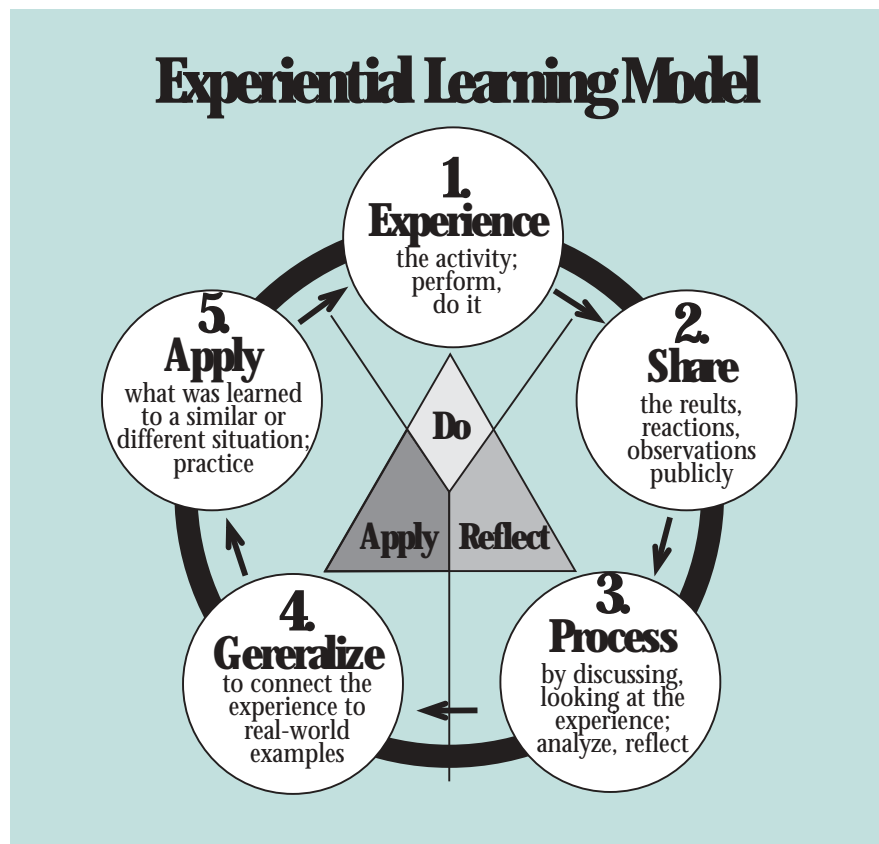 Experiential Learning Model
1.
Experience
the activity;
perform,
do it
2.
Share
the reults,
reactions,
observations
publicly
3.
Process
by discussing,
looking at the
experience;
analyze, reflect
4.
Gereralize
to connect the
experience to
real-world
examples
5.
Apply
what was learned
to a similar or
different situation;
practice
Do
Apply
Reflect